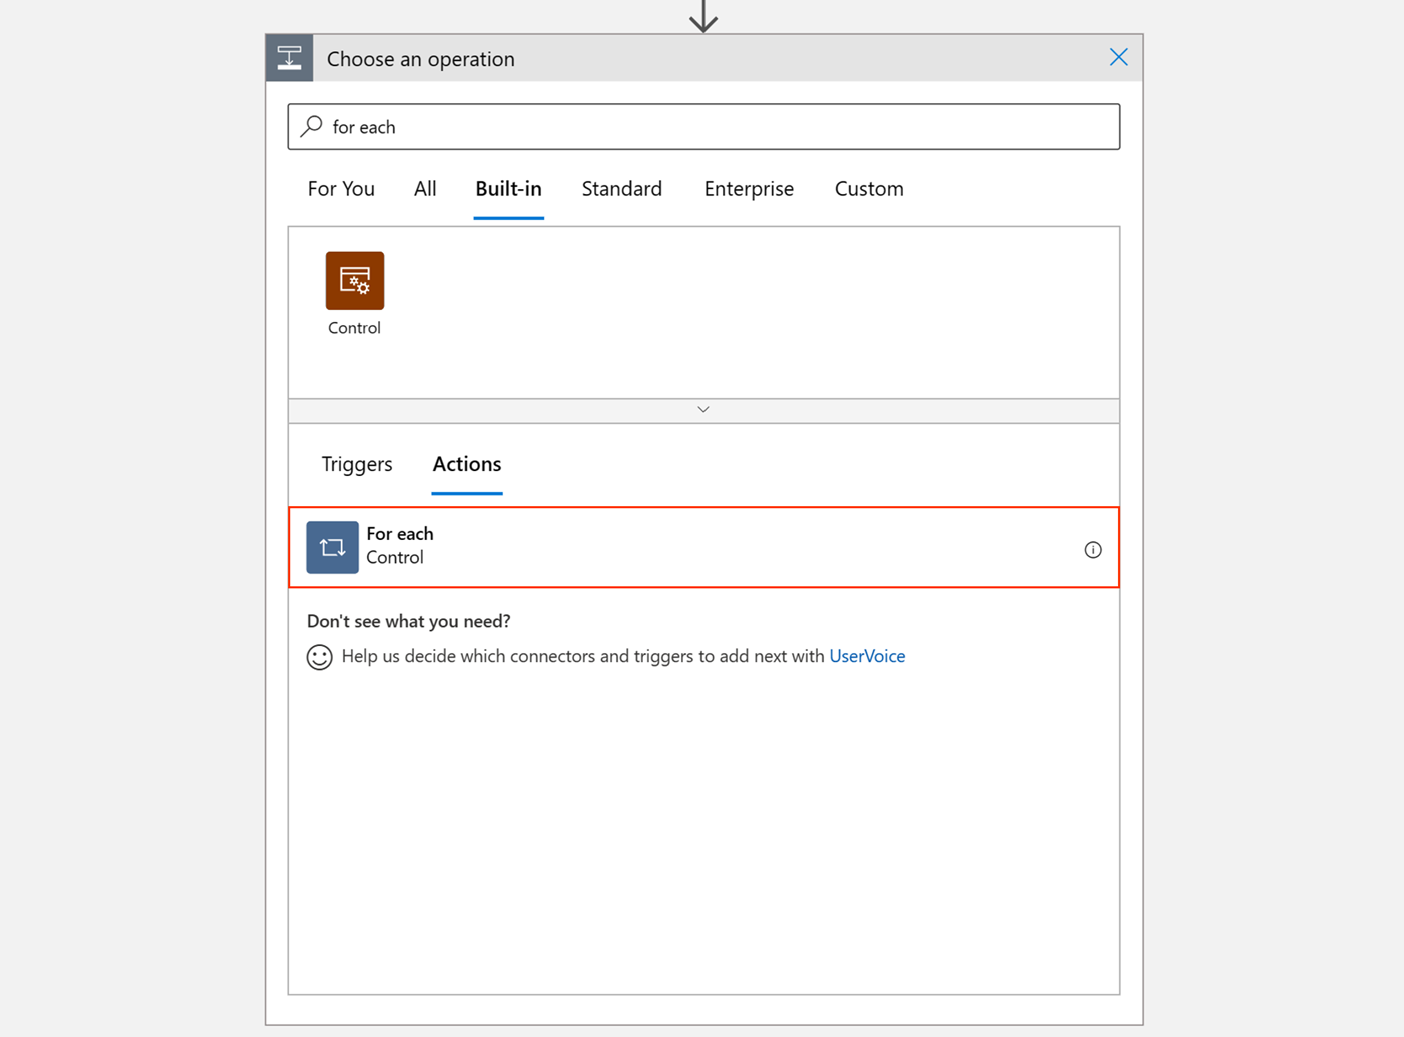 Choose an operation
for each
For You All Built-in Standard Enterprise Custom
Control
Triggers Actions
For each
Control
Don't see what you need?
Help us decide which connectors and triggers to add next with UserVoice